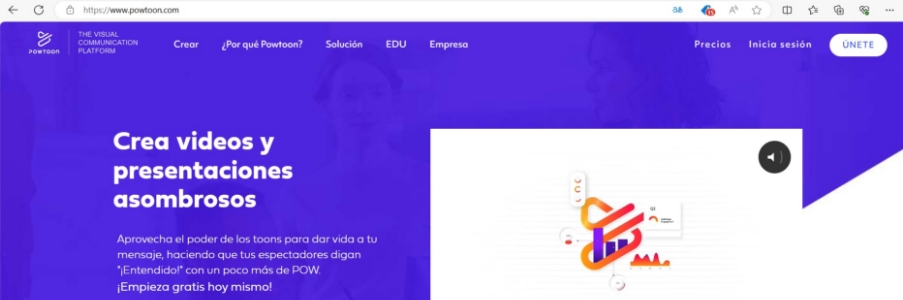 https://www.powtoon.com
POWTOON
THE VISUAL
COMMUNICATION
PLATFORM
Crear
¿Por qué Powtoon?
Solución
EDU
Empresa
Precios
Inicia sesión
ÚNETE
Crea videos y
presentaciones
asombrosos
Aprovecha el poder de los toons para dar vida a tu
mensaje, haciendo que tus espectadores digan
"¡Entendido!" con un poco más de POW.
¡Empieza gratis hoy mismo!